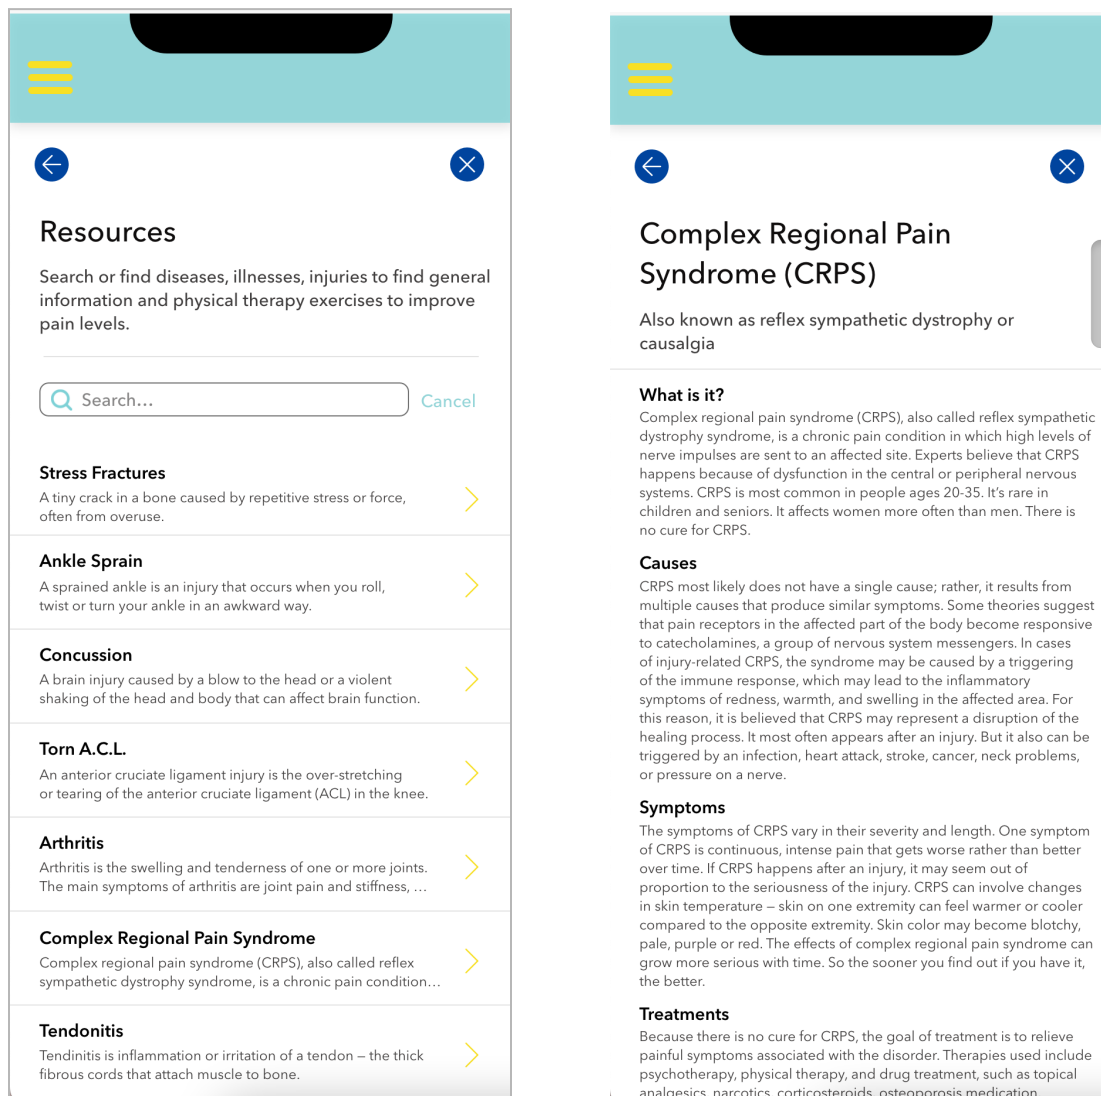 Resources
Search or find diseases, illnesses, injuries to find general
information and physical therapy exercises to improve
pain levels.
Search...
Cancel
Stress Fractures
A tiny crack in a bone caused by repetitive stress or force,
often from overuse.
Ankle Sprain
A sprained ankle is an injury that occurs when you roll,
twist or turn your ankle in an awkward way.
Concussion
A brain injury caused by a blow to the head or a violent
shaking of the head and body that can affect brain function.
Torn A.C.L.
An anterior cruciate ligament injury is the over-stretching
or tearing of the anterior cruciate ligament (ACL) in the knee.
Arthritis
Arthritis is the swelling and tenderness of one or more joints.
The main symptoms of arthritis are joint pain and stiffness, ...
Complex Regional Pain Syndrome
Complex regional pain syndrome (CRPS), also called reflex
sympathetic dystrophy syndrome, is a chronic pain condition...
Tendonitis
Tendinitis is inflammation or irritation of a tendon – the thick
fibrous cords that attach muscle to bone.
Complex Regional Pain
Syndrome (CRPS)
Also known as reflex sympathetic dystrophy or
causalgia
What is it?
Complex regional pain syndrome (CRPS), also called reflex sympathetic
dystrophy syndrome, is a chronic pain condition in which high levels of
nerve impulses are sent to an affected site. Experts believe that CRPS
happens because of dysfunction in the central or peripheral nervous
systems. CRPS is most common in people ages 20-35. It's rare in
children and seniors. It affects women more often than men. There is
no cure for CRPS.
Causes
CRPS most likely does not have a single cause; rather, it results from
multiple causes that produce similar symptoms. Some theories suggest
that pain receptors in the affected part of the body become responsive
to catecholamines, a group of nervous system messengers. In cases
of injury-related CRPS, the syndrome may be caused by a triggering
of the immune response, which may lead to the inflammatory
symptoms of redness, warmth, and swelling in the affected area. For
this reason, it is believed that CRPS may represent a disruption of the
healing process. It most often appears after an injury. But it also can be
triggered by an infection, heart attack, stroke, cancer, neck problems,
or pressure on a nerve.
Symptoms
The symptoms of CRPS vary in their severity and length. One symptom
of CRPS is continuous, intense pain that gets worse rather than better
over time. If CRPS happens after an injury, it may seem out of
proportion to the seriousness of the injury. CRPS can involve changes
in skin temperature – skin on one extremity can feel warmer or cooler
compared to the opposite extremity. Skin color may become blotchy,
pale, purple or red. The effects of complex regional pain syndrome can
grow more serious with time. So the sooner you find out if you have it,
the better.
Treatments
Because there is no cure for CRPS, the goal of treatment is to relieve
painful symptoms associated with the disorder. Therapies used include
psychotherapy, physical therapy, and drug treatment, such as topical
analgesics, narcotics, corticosteroids, osteoporosis medication,